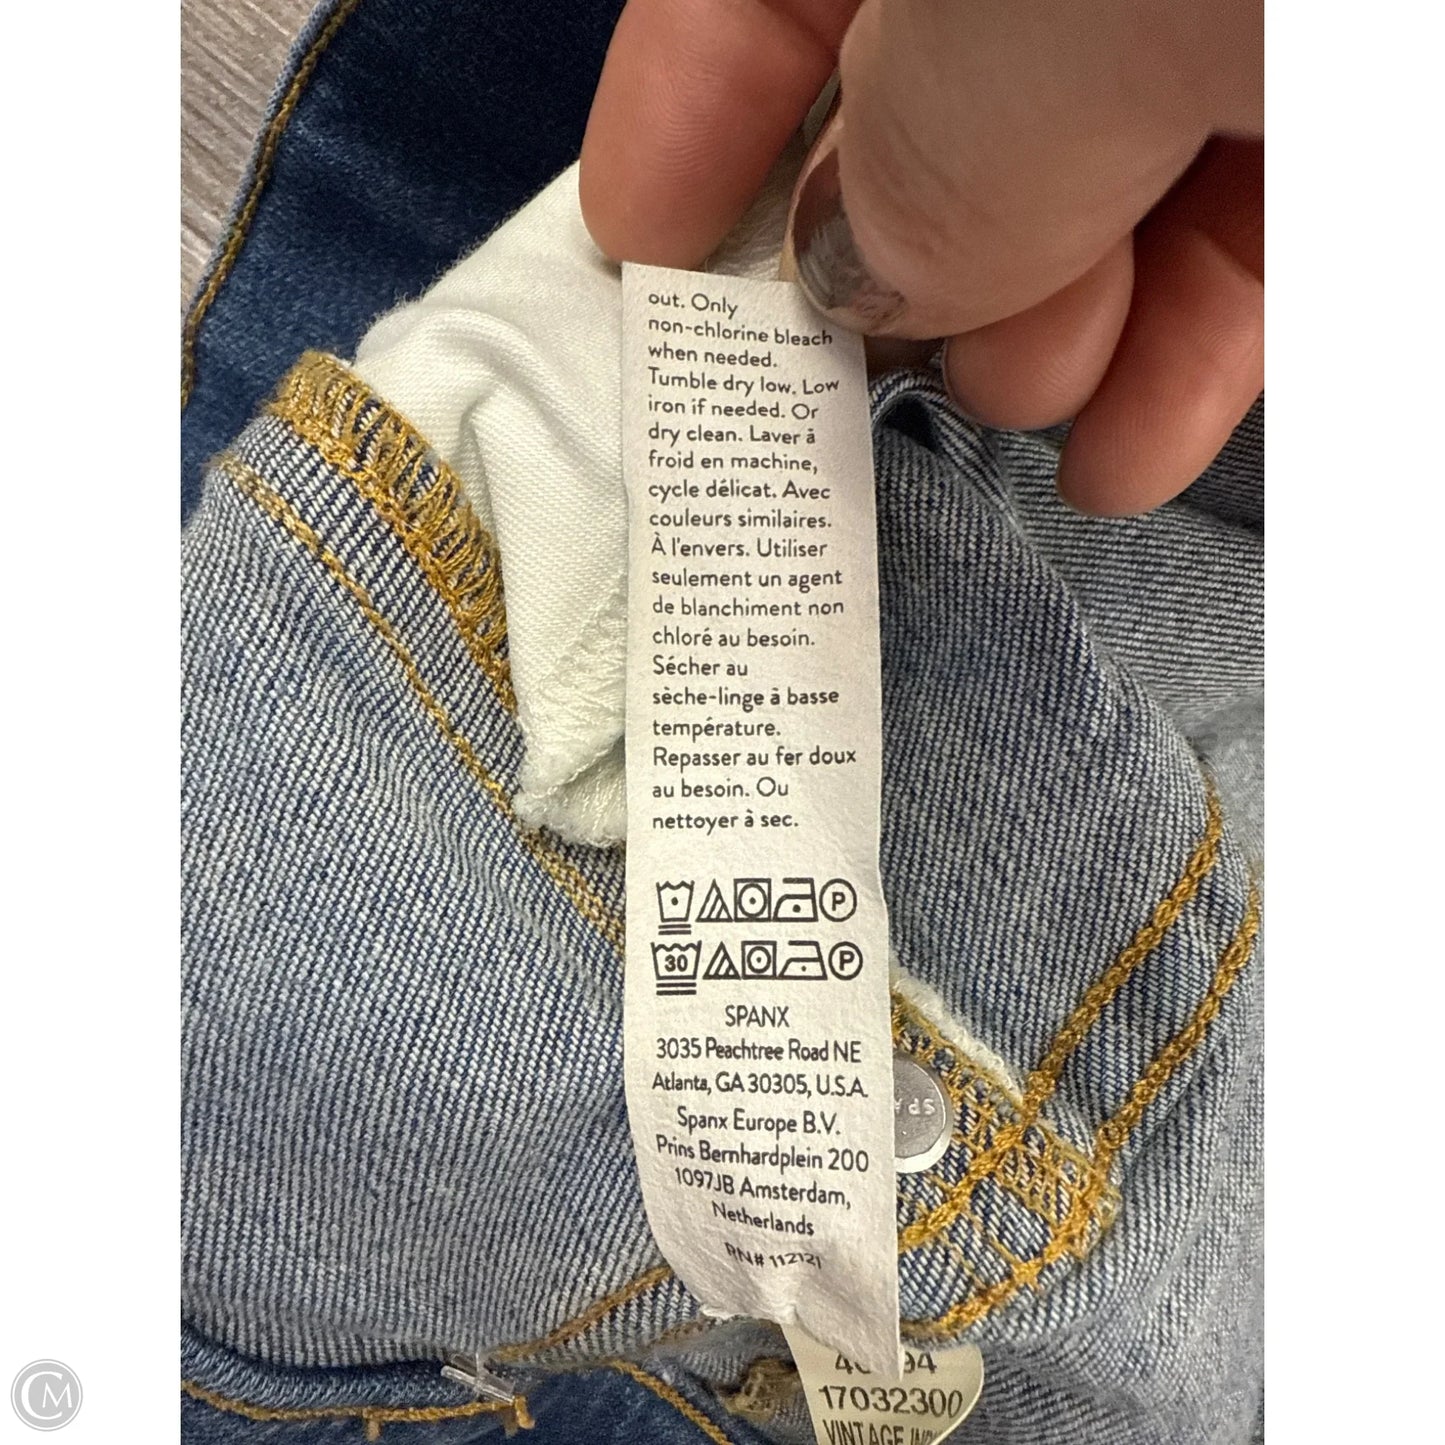 out. Only
non-chlorine bleach
when needed.
Tumble dry low. Low
iron if needed. Or
dry clean. Laver à
froid en machine,
cycle délicat. Avec
couleurs similaires.
À l'envers. Utiliser
seulement un agent
de blanchiment non
chloré au besoin.
Sécher au
sèche-linge à basse
température.
Repasser au fer doux
au besoin. Ou
nettoyer à sec.
P
30 P
SPANX
3035 Peachtree Road NE
Atlanta, GA 30305, U.S.A.
Spanx Europe B.V.
Prins Bernhardplein 200
1097JB Amsterdam,
Netherlands
RN# 112121
17032300
VINTAGE
CM